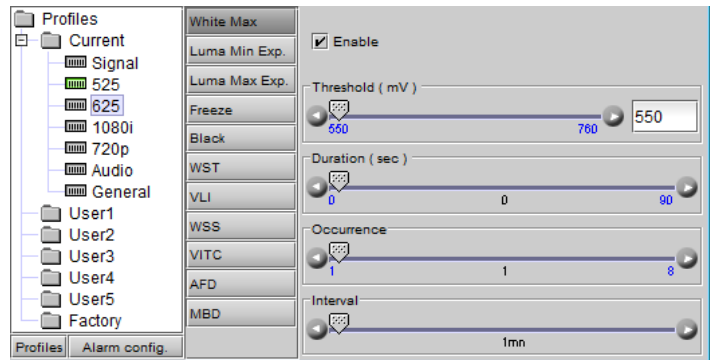 Profiles
Current
Signal
525
625
1080i
720p
Audio
General
User1
User2
User3
User4
User5
Factory
Profiles
Alarm config.
White Max
Luma Min Exp.
Luma Max Exp.
Freeze
Black
WST
VLI
WSS
VITC
AFD
MBD
Enable
Threshold ( mV )
550 760 550
Duration ( sec )
0 0 90
Occurrence
1 1 8
Interval
1mn